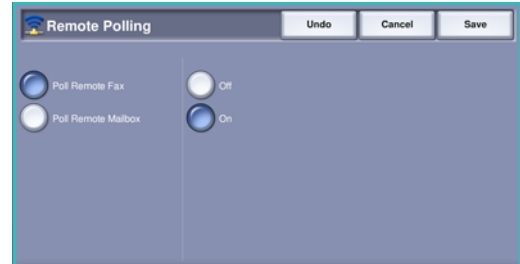 Remote Polling Undo Cancel Save
Poll Remote Fax Off
Poll Remote Mailbox On